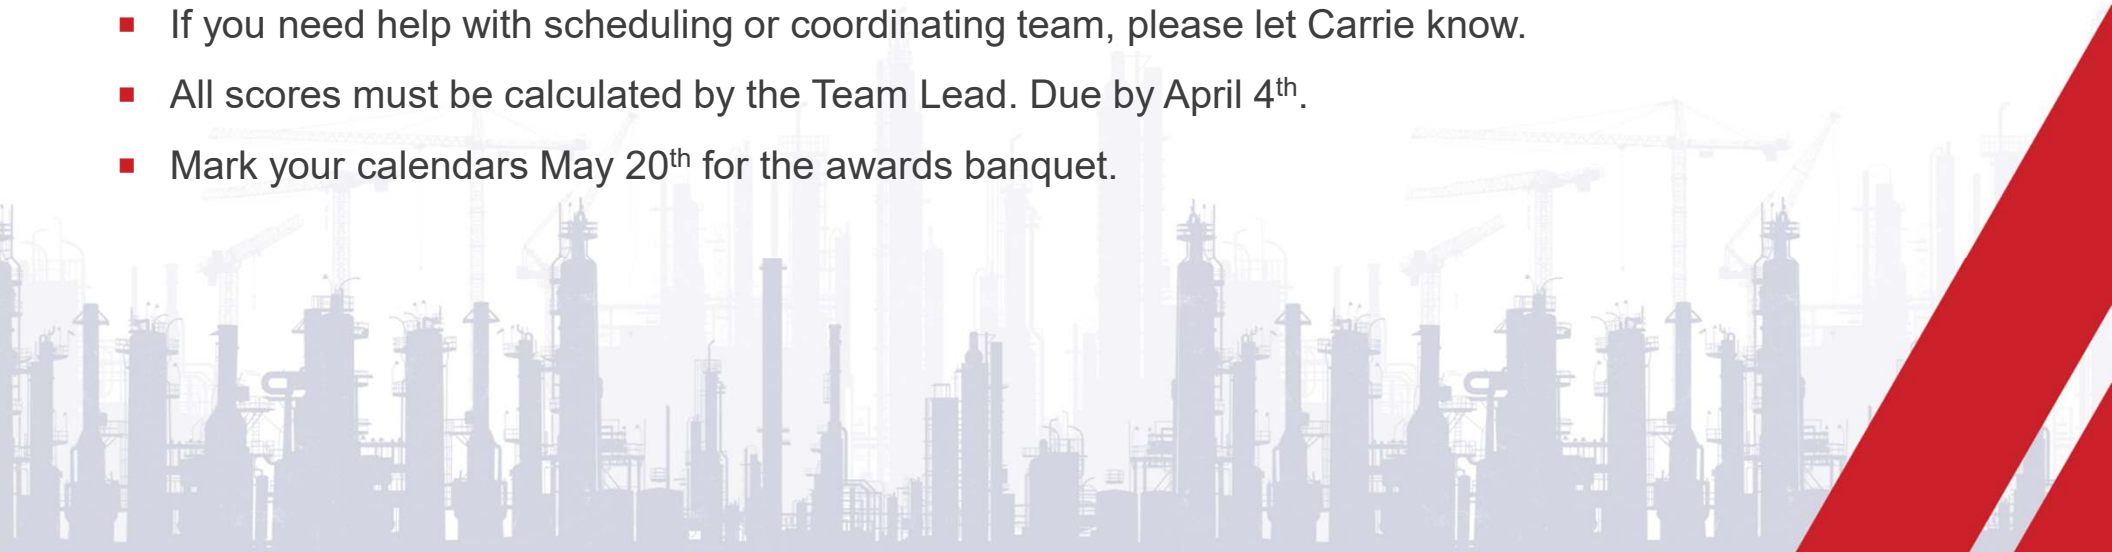 ▪ If you need help with scheduling or coordinating team, please let Carrie know.
▪ All scores must be calculated by the Team Lead. Due by April 4th.
▪ Mark your calendars May 20th for the awards banquet.